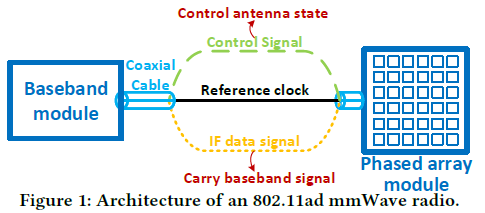 Control antenna state
Control Signal
Coaxial
Cable
Baseband
module
Reference clock
IF data signal
Carry baseband signal
Phased array
module
Figure 1: Architecture of an 802.11ad mmWave radio.